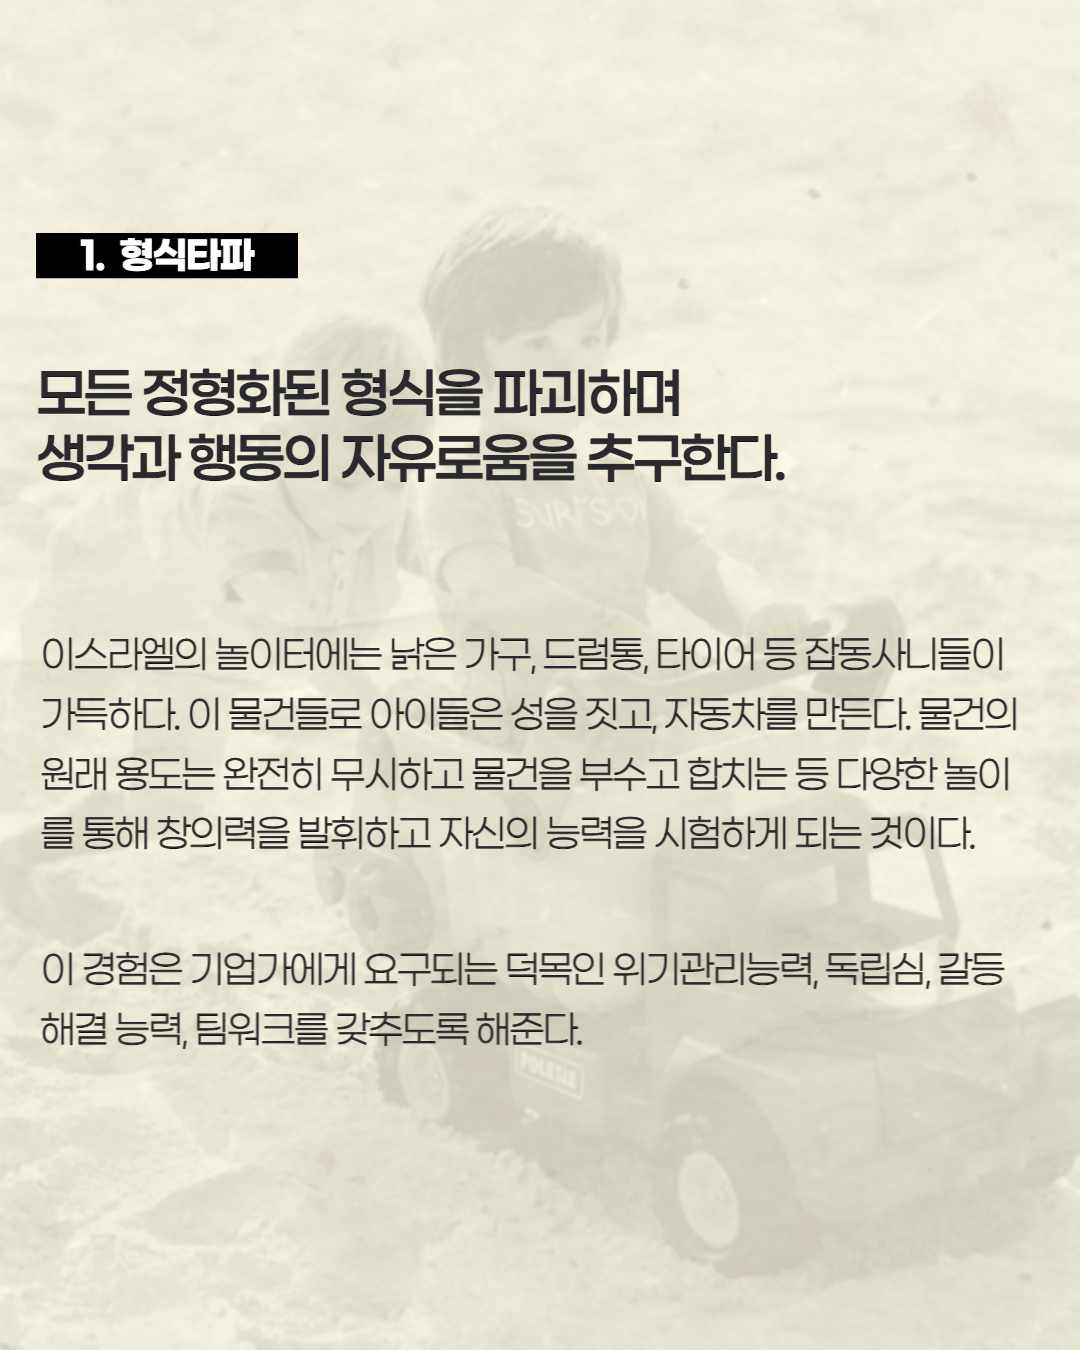 1. 형식타파
모든 정형화된 형식을 파괴하며
생각과 행동의 자유로움을 추구한다.
SURF'S
이스라엘의 놀이터에는 낡은 가구, 드럼통, 타이어 등 잡동사니들이
가득하다. 이 물건들로 아이들은 성을 짓고, 자동차를 만든다. 물건의
원래 용도는 완전히 무시하고 물건을 부수고 합치는 등 다양한 놀이
를 통해 창의력을 발휘하고 자신의 능력을 시험하게 되는 것이다.
이 경험은 기업가에게 요구되는 덕목인 위기관리능력, 독립심, 갈등
해결 능력, 팀워크를 갖추도록 해준다.
POLESIE